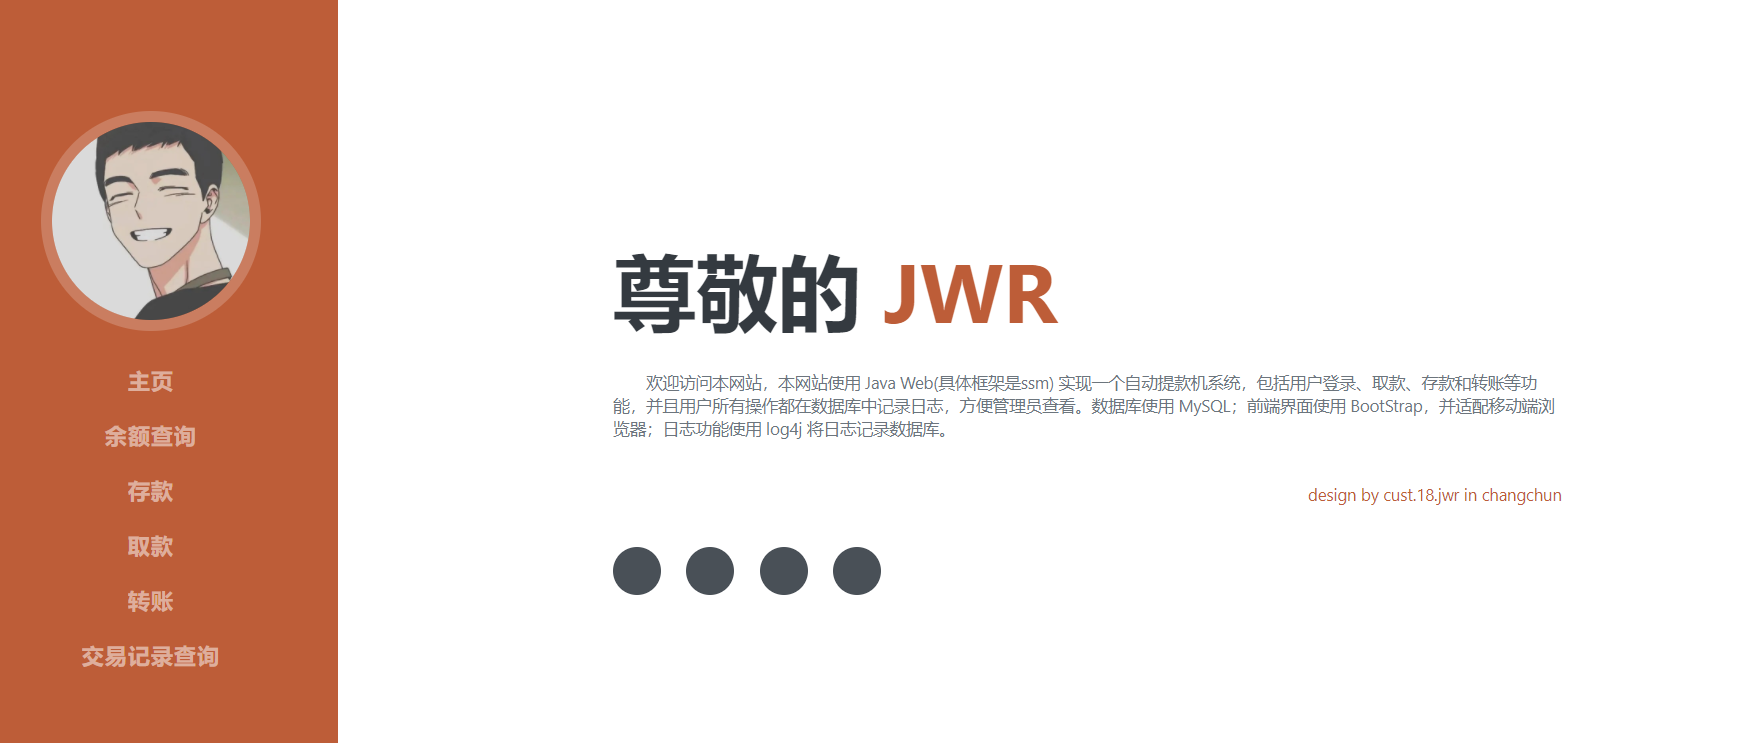 主页
余额查询
存款
取款
转账
交易记录查询
尊敬的 JWR
欢迎访问本网站，本网站使用 Java Web(具体框架是ssm) 实现一个自动提款机系统，包括用户登录、取款、存款和转账等功
能，并且用户所有操作都在数据库中记录日志，方便管理员查看。数据库使用 MySQL；前端界面使用 BootStrap，并适配移动端浏
览器；日志功能使用 log4j 将日志记录数据库。
design by cust.18.jwr in changchun